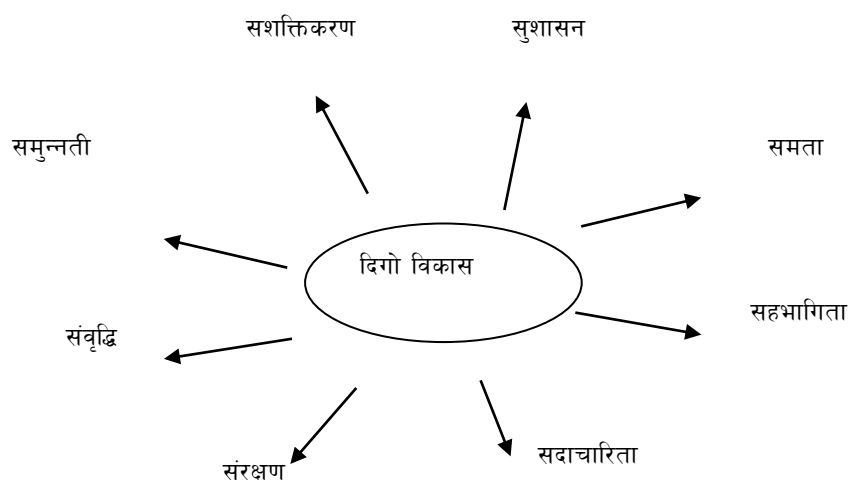 सशक्तिकरण
सुशासन
समुन्नती
समता
दिगो विकास
सहभागिता
संवृद्धि
सदाचारिता
संरक्षण